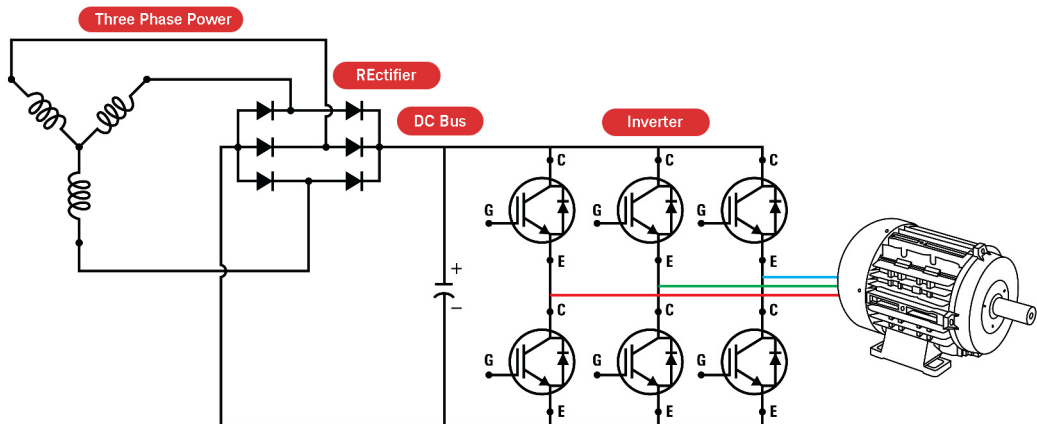 Three Phase Power
REctifier
DC Bus
Inverter
C C C
G G G
E E E
+
−
C C C
G G G
E E E